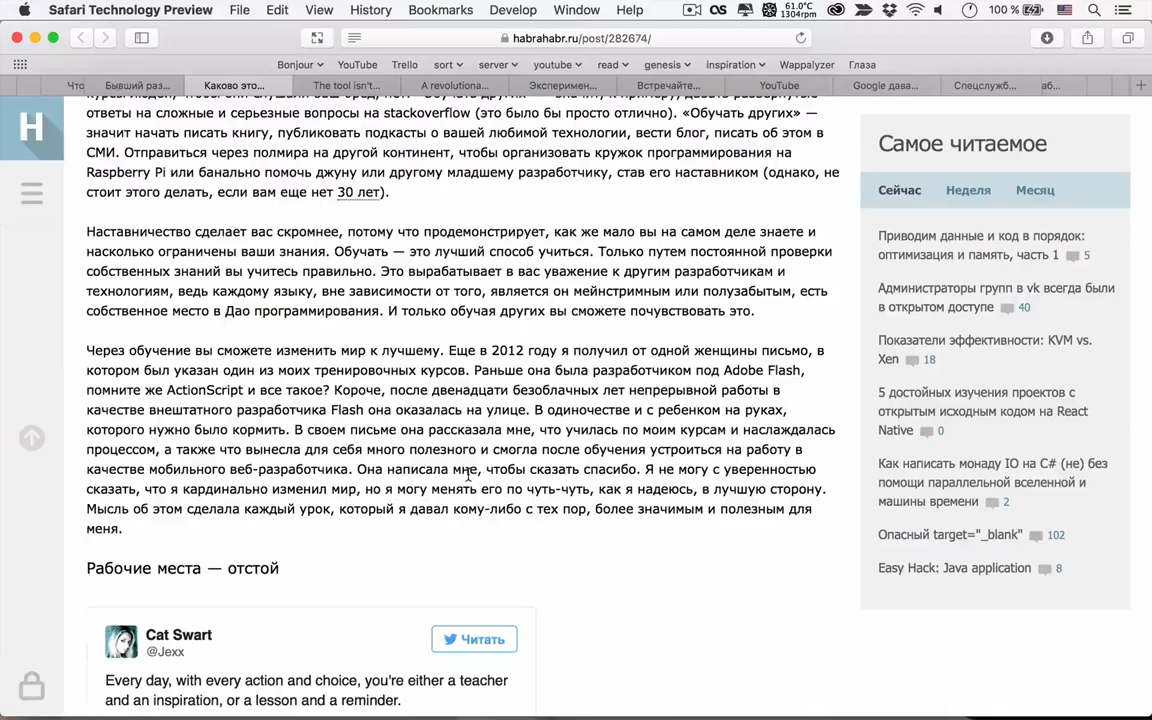 Safari Technology Preview File Edit View History Bookmarks Develop Window Help 61.0°C 1304rpm 100 %
habrahabr.ru/post/282674/
Bonjour YouTube Trello sort server youtube read genesis inspiration Wappalyzer Глаза
Что Бывший раз... Каково это... The tool isn't... A revolutiona... Эксперимен... Встречайте... YouTube Google дава... Спецслужб... аб...
ответы на сложные и серьезные вопросы на stackoverflow (это было бы просто отлично). «Обучать других» —
значит начать писать книгу, публиковать подкасты о вашей любимой технологии, вести блог, писать об этом в
СМИ. Отправиться через полмира на другой континент, чтобы организовать кружок программирования на
Raspberry Pi или банально помочь джуну или другому младшему разработчику, став его наставником (однако, не
стоит этого делать, если вам еще нет 30 лет).
Наставничество сделает вас скромнее, потому что продемонстрирует, как же мало вы на самом деле знаете и
насколько ограничены ваши знания. Обучать — это лучший способ учиться. Только путем постоянной проверки
собственных знаний вы учитесь правильно. Это вырабатывает в вас уважение к другим разработчикам и
технологиям, ведь каждому языку, вне зависимости от того, является он мейнстримным или полузабытым, есть
собственное место в Дао программирования. И только обучая других вы сможете почувствовать это.
Через обучение вы сможете изменить мир к лучшему. Еще в 2012 году я получил от одной женщины письмо, в
котором был указан один из моих тренировочных курсов. Раньше она была разработчиком под Adobe Flash,
помните же ActionScript и все такое? Короче, после двенадцати безоблачных лет непрерывной работы в
качестве внештатного разработчика Flash она оказалась на улице. В одиночестве и с ребенком на руках,
которого нужно было кормить. В своем письме она рассказала мне, что училась по моим курсам и наслаждалась
процессом, а также что вынесла для себя много полезного и смогла после обучения устроиться на работу в
качестве мобильного веб-разработчика. Она написала мне, чтобы сказать спасибо. Я не могу с уверенностью
сказать, что я кардинально изменил мир, но я могу менять его по чуть-чуть, как я надеюсь, в лучшую сторону.
Мысль об этом сделала каждый урок, который я давал кому-либо с тех пор, более значимым и полезным для
меня.
Рабочие места — отстой
Cat Swart
@Jexx
Читать
Every day, with every action and choice, you're either a teacher
and an inspiration, or a lesson and a reminder.
H
Самое читаемое
Сейчас Неделя Месяц
Приводим данные и код в порядок:
оптимизация и память, часть 1 5
Администраторы групп в vk всегда были
в открытом доступе 40
Показатели эффективности: KVM vs.
Xen 18
5 достойных изучения проектов с
открытым исходным кодом на React
Native 0
Как написать монаду IO на C# (не) без
помощи параллельной вселенной и
машины времени 2
Опасный target="_blank" 102
Easy Hack: Java application 8